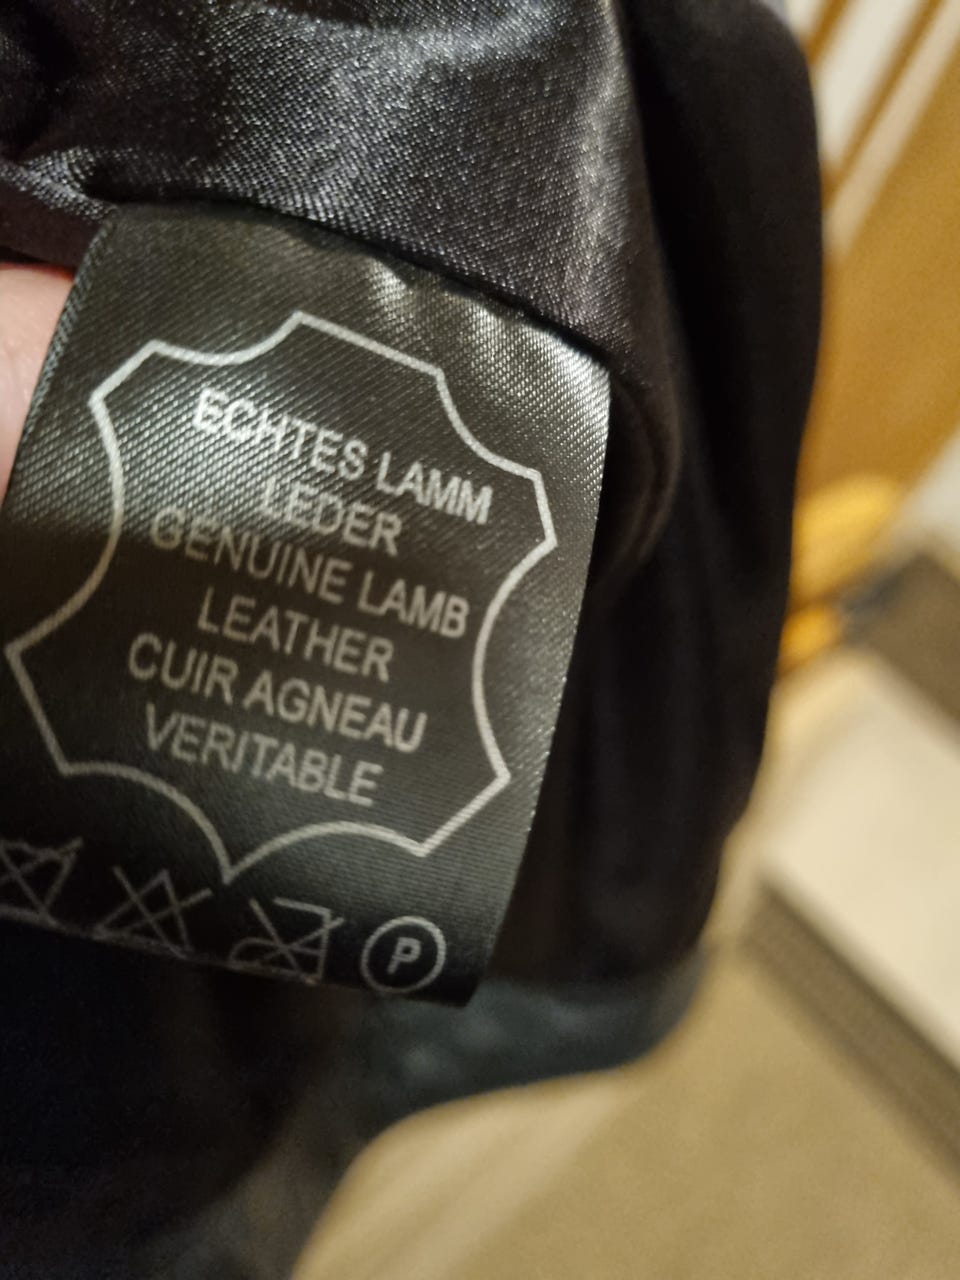 ECHTES LAMM
LEDER
GENUINE LAMB
LEATHER
CUIR AGNEAU
VERITABLE
P